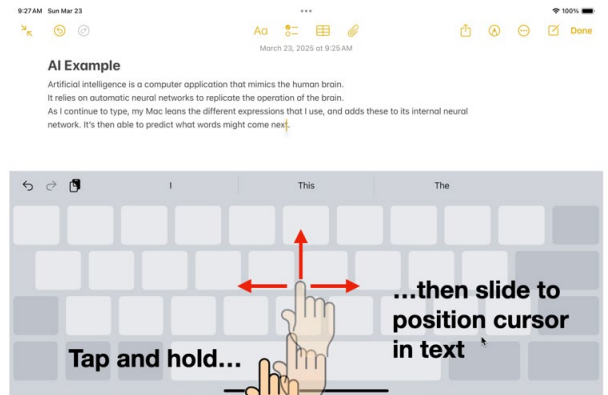 9:27 AM Sun Mar 23
100%
Aa
Done
March 23, 2025 at 9:25 AM
AI Example
Artificial intelligence is a computer application that mimics the human brain.
It relies on automatic neural networks to replicate the operation of the brain.
As I continue to type, my Mac leans the different expressions that I use, and adds these to its internal neural
network. It's then able to predict what words might come next.
I This The
Tap and hold...
...then slide to
position cursor
in text